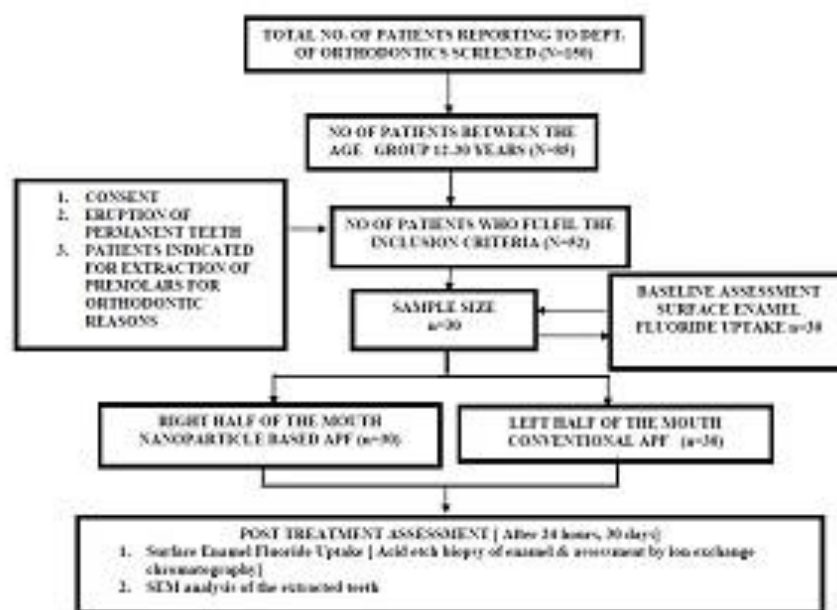 TOTAL NO. OF PATIENTS REPORTING TO DEPT.
OF ORTHODONTICS SCREENED (N=150)
NO OF PATIENTS BETWEEN THE
AGE GROUP 12-30 YEARS (N=88)
1. CONSENT
2. ERUPTION OF
PERMANENT TEETH
3. PATIENTS INDICATED
FOR EXTRACTION OF
PREMOLARS FOR
ORTHODONTIC
REASONS
NO OF PATIENTS WHO FULFIL THE
INCLUSION CRITERIA
SAMPLE SIZE
n=30
BASELINE ASSESSMENT
SURFACE ENAMEL
FLUORIDE UPTAKE n=30
RIGHT HALF OF THE MOUTH
NANOPARTICLE BASED APF (n=30)
LEFT HALF OF THE MOUTH
CONVENTIONAL APF (n=30)
POST TREATMENT ASSESSMENT [ After 24 hours, 30 days]
1. Surface Enamel Fluoride Uptake [ Acid etch biopsy of enamel & assessment by ion exchange
chromatography]
2. SEM analysis of the extracted teeth